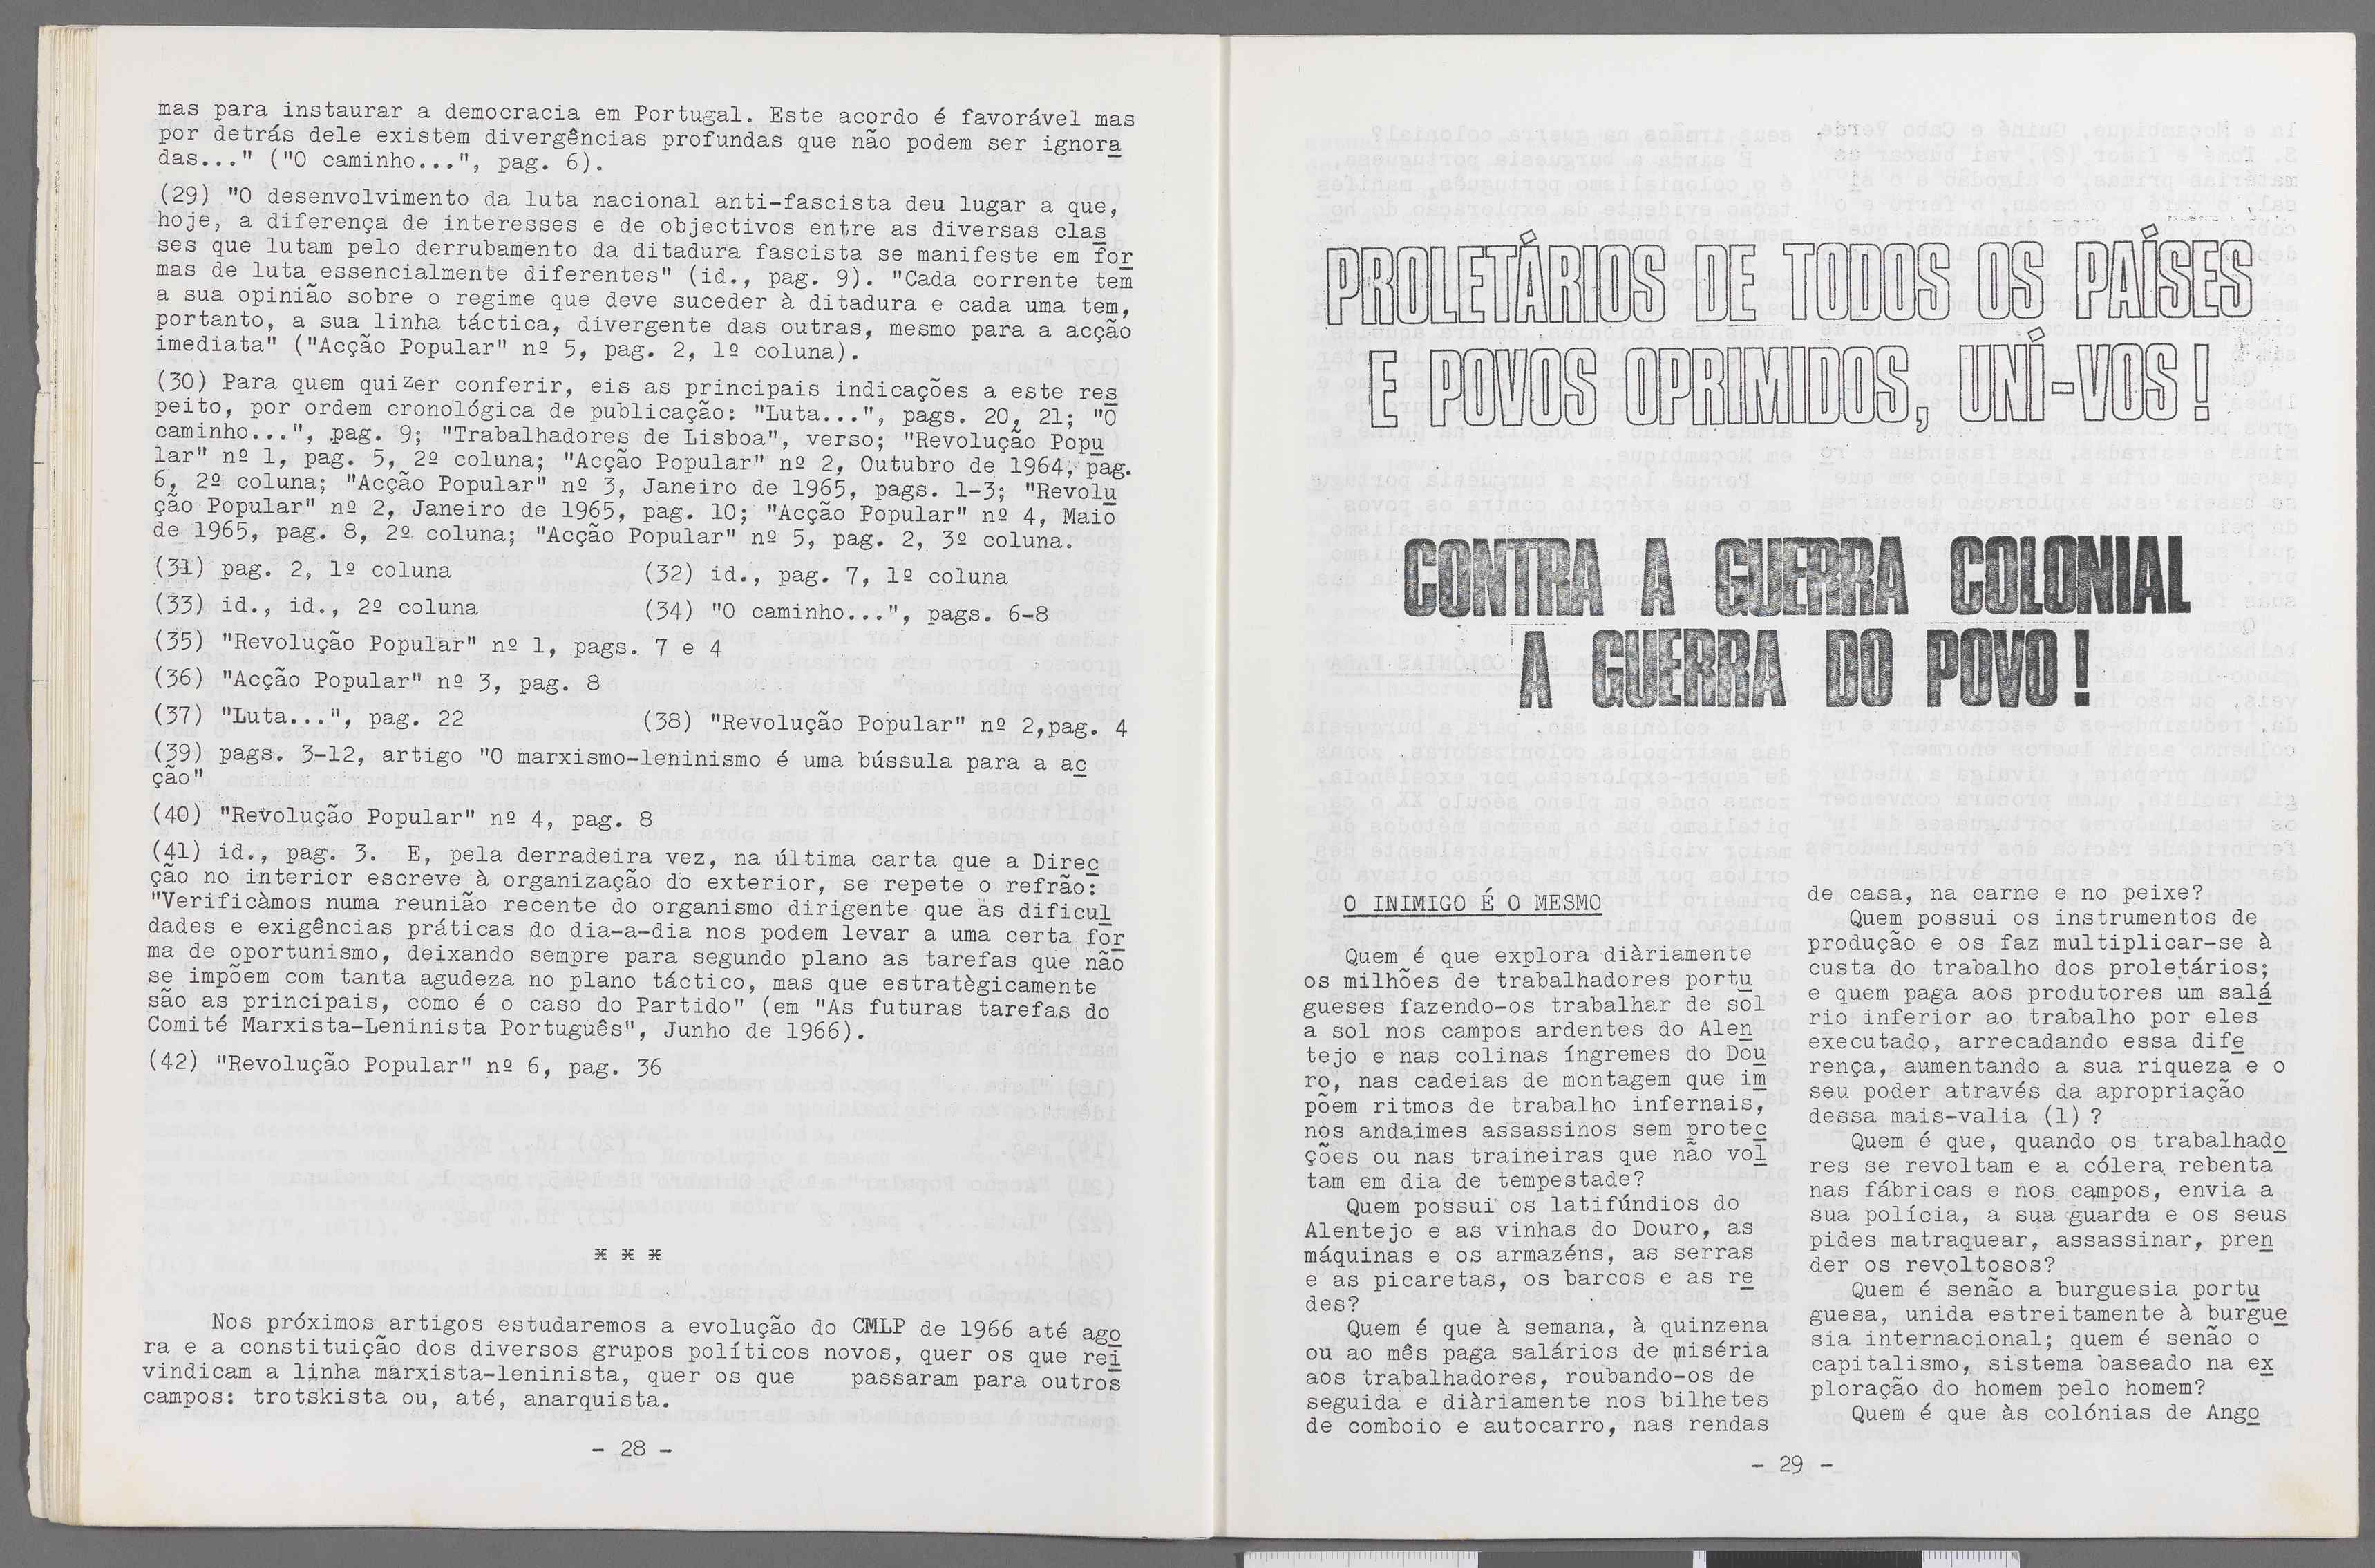 mas para instaurar a democracia em Portugal. Este acordo é favorável mas
por detrás dele existem divergências profundas que não podem ser ignora
das..." ("O caminho...", pag. 6).
(29) "O desenvolvimento da luta nacional anti-fascista deu lugar a que,
hoje, a diferença de interesses e de objectivos entre as diversas clas
ses que lutam pelo derrubamento da ditadura fascista se manifeste em for
mas de luta essencialmente diferentes" (id., pag. 9). "Cada corrente tem
a sua opinião sobre o regime que deve suceder à ditadura e cada uma tem,
portanto, a sua linha táctica, divergente das outras, mesmo para a acção
imediata" ("Acção Popular" nº 5, pag. 2, 1º coluna).
(30) Para quem quizer conferir, eis as principais indicações a este res
peito, por ordem cronológica de publicação: "Luta...", pags. 20, 21; "O
caminho...", pag. 9; "Trabalhadores de Lisboa", verso; "Revolução Popu
lar" nº 1, pag. 5, 2º coluna; "Acção Popular" nº 2, Outubro de 1964, pag.
6, 2º coluna; "Acção Popular" nº 3, Janeiro de 1965, pags. 1-3; "Revolu
ção Popular" nº 2, Janeiro de 1965, pag. 10; "Acção Popular" nº 4, Maio
de 1965, pag. 8, 2º coluna; "Acção Popular" nº 5, pag. 2, 3º coluna.
(31) pag. 2, 1º coluna (32) id., pag. 7, 1º coluna
(33) id., id., 2º coluna (34) "O caminho...", pags. 6-8
(35) "Revolução Popular" nº 1, pags. 7 e 4
(36) "Acção Popular" nº 3, pag. 8
(37) "Luta...", pag. 22 (38) "Revolução Popular" nº 2,pag. 4
(39) pags. 3-12, artigo "O marxismo-leninismo é uma bússula para a ac
ção"
(40) "Revolução Popular" nº 4, pag. 8
(41) id., pag. 3. E, pela derradeira vez, na última carta que a Direc
ção no interior escreve à organização do exterior, se repete o refrão:
"Verificàmos numa reunião recente do organismo dirigente que as dificul
dades e exigências práticas do dia-a-dia nos podem levar a uma certa for
ma de oportunismo, deixando sempre para segundo plano as tarefas que não
se impõem com tanta agudeza no plano táctico, mas que estratègicamente
são as principais, como é o caso do Partido" (em "As futuras tarefas do
Comité Marxista-Leninista Português", Junho de 1966).
(42) "Revolução Popular" nº 6, pag. 36
* * *
Nos próximos artigos estudaremos a evolução do CMLP de 1966 até ago
ra e a constituição dos diversos grupos políticos novos, quer os que rei
vindicam a linha marxista-leninista, quer os que passaram para outros
campos: trotskista ou, até, anarquista.
- 28 -
PROLETÁRIOS DE TODOS OS PAÍSES
E POVOS OPRIMIDOS, UNÍ-VOS!
CONTRA A GUERRA COLONIAL
A GUERRA DO POVO!
O INIMIGO É O MESMO
Quem é que explora diàriamente
os milhões de trabalhadores portu
gueses fazendo-os trabalhar de sol
a sol nos campos ardentes do Alen
tejo e nas colinas íngremes do Dou
ro, nas cadeias de montagem que im
põem ritmos de trabalho infernais,
nos andaimes assassinos sem protec
ções ou nas traineiras que não vol
tam em dia de tempestade?
Quem possui os latifúndios do
Alentejo e as vinhas do Douro, as
máquinas e os armazéns, as serras
e as picaretas, os barcos e as re
des?
Quem é que à semana, à quinzena
ou ao mês paga salários de miséria
aos trabalhadores, roubando-os de
seguida e diàriamente nos bilhetes
de comboio e autocarro, nas rendas
de casa, na carne e no peixe?
Quem possui os instrumentos de
produção e os faz multiplicar-se à
custa do trabalho dos proletários;
e quem paga aos produtores um salá
rio inferior ao trabalho por eles
executado, arrecadando essa dife
rença, aumentando a sua riqueza e o
seu poder através da apropriação
dessa mais-valia (1) ?
Quem é que, quando os trabalhado
res se revoltam e a cólera rebenta
nas fábricas e nos campos, envia a
sua polícia, a sua guarda e os seus
pides matraquear, assassinar, pren
der os revoltosos?
Quem é senão a burguesia portu
guesa, unida estreitamente à burgue
sia internacional; quem é senão o
capitalismo, sistema baseado na ex
ploração do homem pelo homem?
Quem é que às colónias de Ango
- 29 -